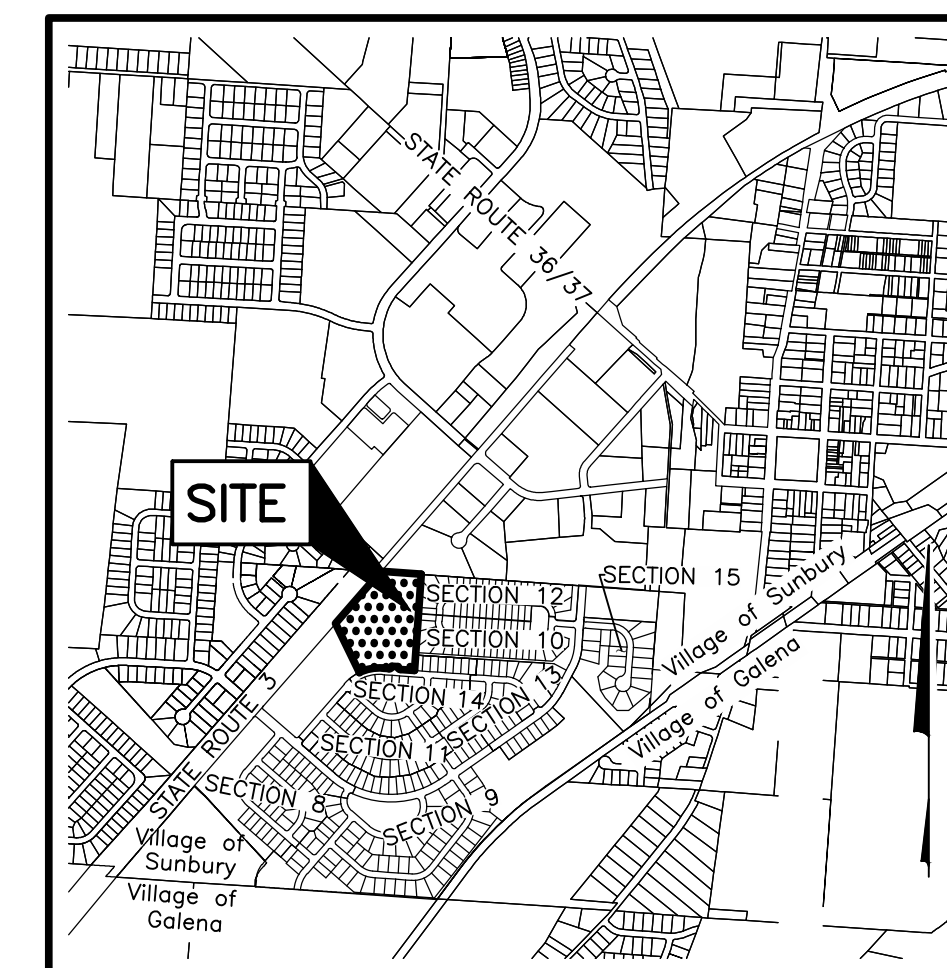 STATE ROUTE 36/37
SITE
SECTION 15
SECTION 12
Village of Sunbury
SECTION 10
Village of Galena
SECTION 13
SECTION 14
STATE ROUTE 3
SECTION 11
SECTION 8
SECTION 9
Village of
Sunbury
Village of
Galena